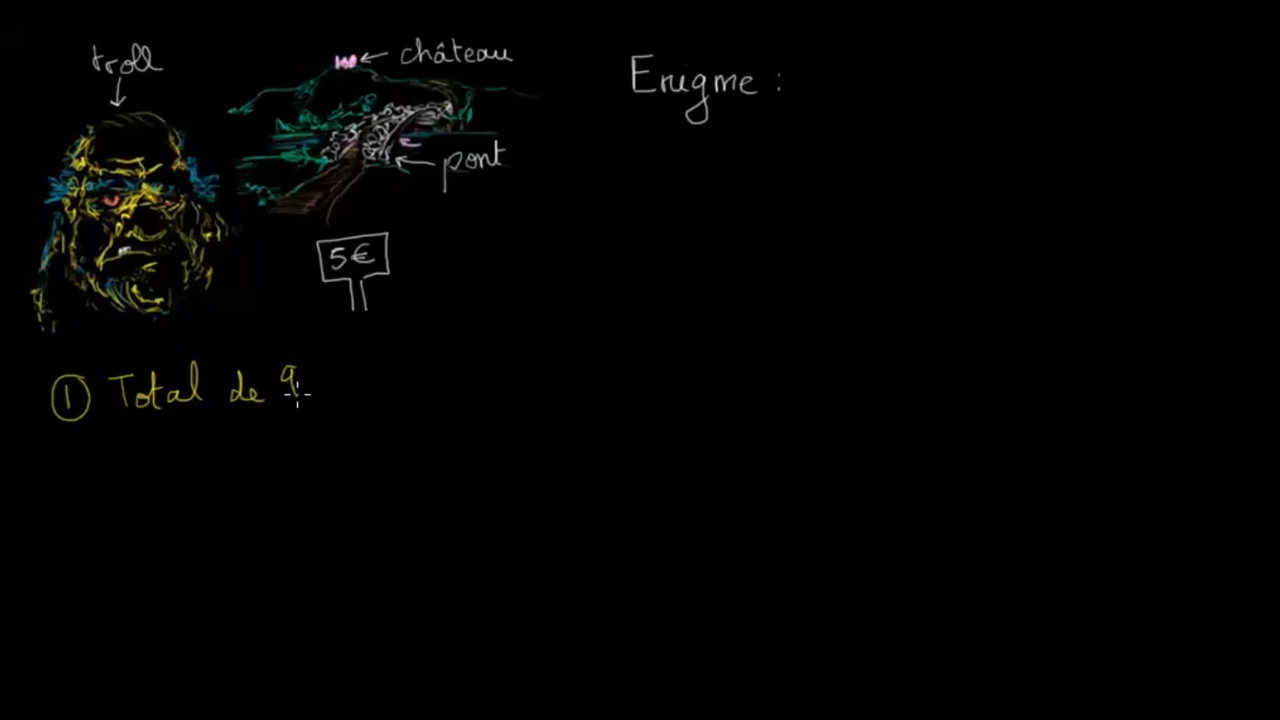 troll
château
pont
5€
Enigme :
① Total de 9